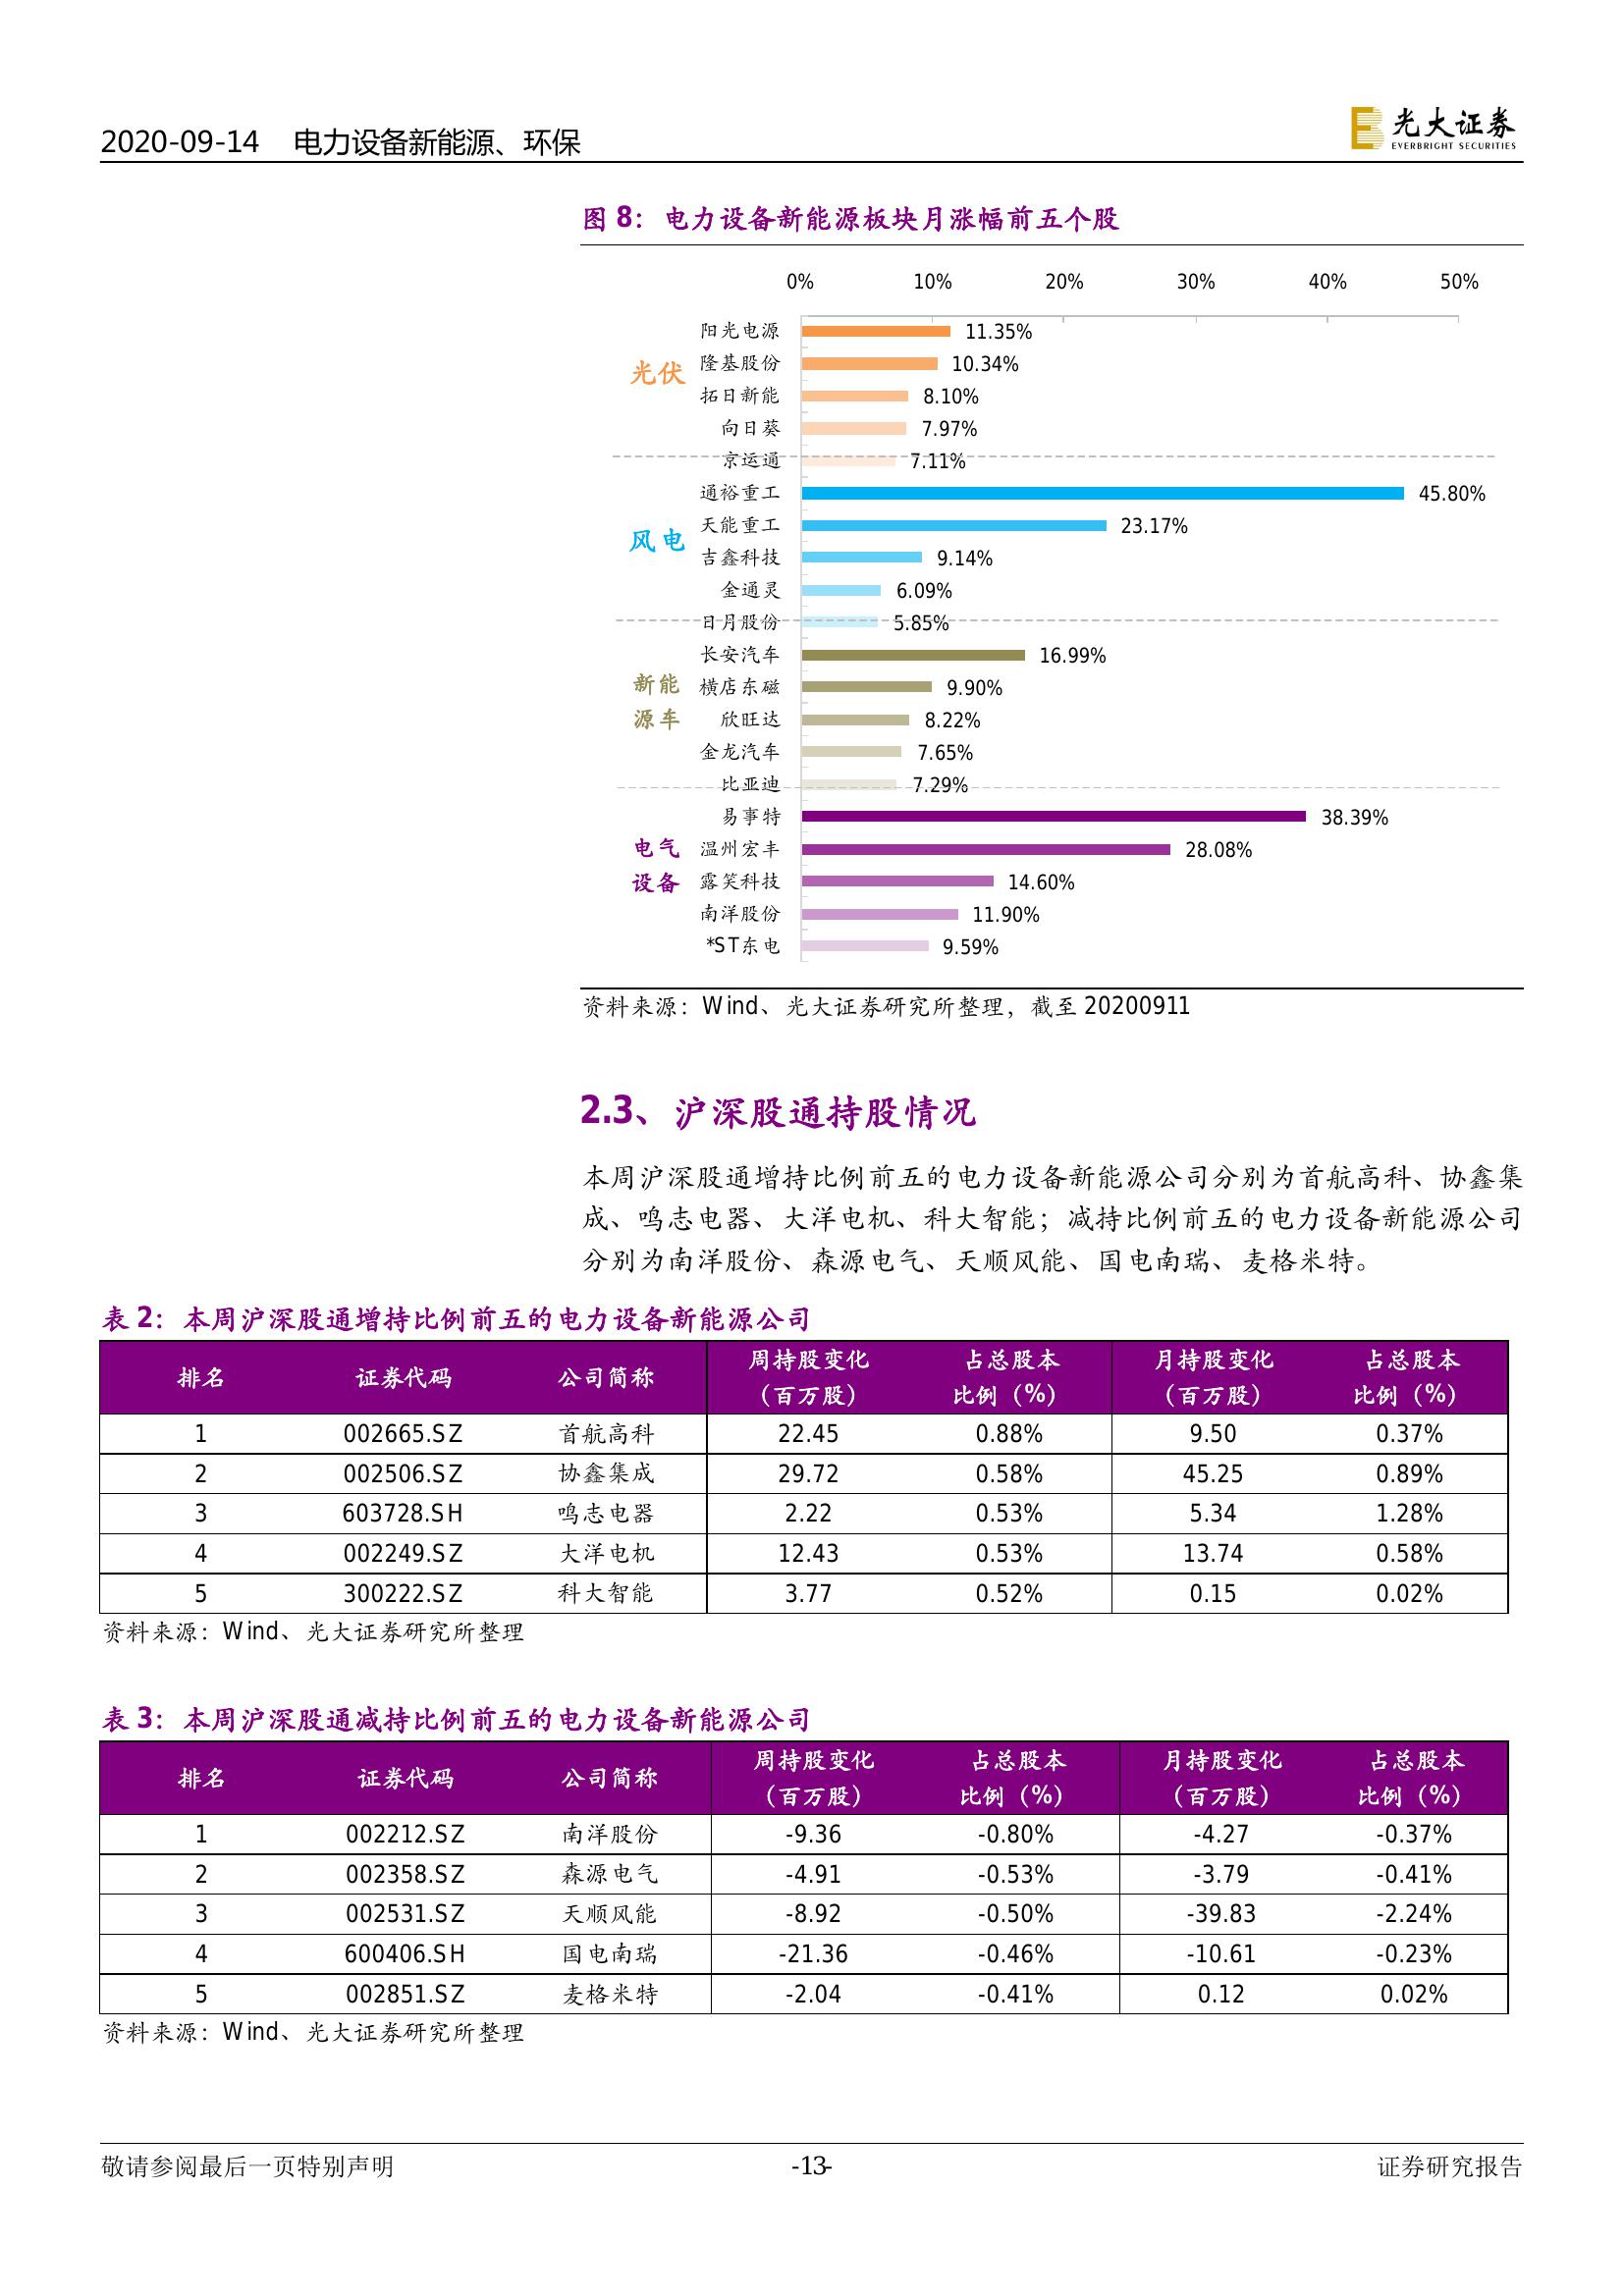 2020-09-14 电力设备新能源、环保
光大证券
EVERBRIGHT SECURITIES
图 8：电力设备新能源板块月涨幅前五个股
0% 10% 20% 30% 40% 50%
光伏
阳光电源 11.35%
隆基股份 10.34%
拓日新能 8.10%
向日葵 7.97%
京运通 7.11%
风电
通裕重工 45.80%
天能重工 23.17%
吉鑫科技 9.14%
金通灵 6.09%
日月股份 5.85%
新能
源车
长安汽车 16.99%
横店东磁 9.90%
欣旺达 8.22%
金龙汽车 7.65%
比亚迪 7.29%
电气
设备
易事特 38.39%
温州宏丰 28.08%
露笑科技 14.60%
南洋股份 11.90%
*ST东电 9.59%
资料来源：Wind、光大证券研究所整理，截至 20200911
2.3、沪深股通持股情况
本周沪深股通增持比例前五的电力设备新能源公司分别为首航高科、协鑫集
成、鸣志电器、大洋电机、科大智能；减持比例前五的电力设备新能源公司
分别为南洋股份、森源电气、天顺风能、国电南瑞、麦格米特。
表 2：本周沪深股通增持比例前五的电力设备新能源公司
排名 证券代码 公司简称 周持股变化（百万股） 占总股本比例（%） 月持股变化（百万股） 占总股本比例（%）
1 002665.SZ 首航高科 22.45 0.88% 9.50 0.37%
2 002506.SZ 协鑫集成 29.72 0.58% 45.25 0.89%
3 603728.SH 鸣志电器 2.22 0.53% 5.34 1.28%
4 002249.SZ 大洋电机 12.43 0.53% 13.74 0.58%
5 300222.SZ 科大智能 3.77 0.52% 0.15 0.02%
资料来源：Wind、光大证券研究所整理
表 3：本周沪深股通减持比例前五的电力设备新能源公司
排名 证券代码 公司简称 周持股变化（百万股） 占总股本比例（%） 月持股变化（百万股） 占总股本比例（%）
1 002212.SZ 南洋股份 -9.36 -0.80% -4.27 -0.37%
2 002358.SZ 森源电气 -4.91 -0.53% -3.79 -0.41%
3 002531.SZ 天顺风能 -8.92 -0.50% -39.83 -2.24%
4 600406.SH 国电南瑞 -21.36 -0.46% -10.61 -0.23%
5 002851.SZ 麦格米特 -2.04 -0.41% 0.12 0.02%
资料来源：Wind、光大证券研究所整理
敬请参阅最后一页特别声明 -13- 证券研究报告